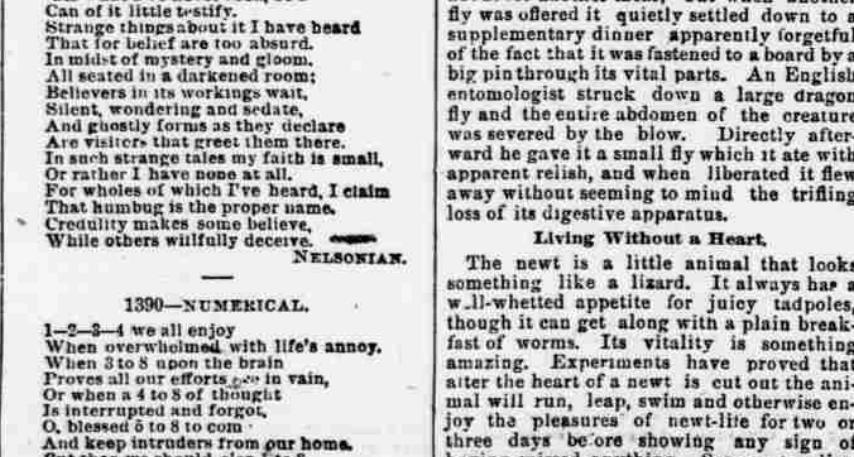 Can of it little testify.
Strange things about it I have heard
That for belief are too absurd.
In midst of mystery and gloom,
All seated in a darkened room;
Believers in its workings wait,
Silent, wondering and sedate,
And ghostly forms as they declare
Are visitors that greet them there.
In such strange tales my faith is small,
Or rather I have none at all.
For wholes of which I've heard, I claim
That humbug is the proper name.
Credulity makes some believe,
While others willfully deceive.
NELSONIAN.
1390—NUMERICAL.
1—2—3—4 we all enjoy
When overwhelmed with life's annoy.
When 3 to 8 upon the brain
Proves all our efforts in vain,
Or when a 4 to 8 of thought
Is interrupted and forgot,
O, blessed 5 to 8 to com
And keep intruders from our home.
fly was offered it quietly settled down to a
supplementary dinner apparently forgetful
of the fact that it was fastened to a board by a
big pin through its vital parts. An English
entomologist struck down a large dragon
fly and the entire abdomen of the creature
was severed by the blow. Directly after-
ward he gave it a small fly which it ate with
apparent relish, and when liberated it flew
away without seeming to mind the trifling
loss of its digestive apparatus.
Living Without a Heart.
The newt is a little animal that looks
something like a lizard. It always has a
well-whetted appetite for juicy tadpoles,
though it can get along with a plain break-
fast of worms. Its vitality is something
amazing. Experiments have proved that
after the heart of a newt is cut out the ani-
mal will run, leap, swim and otherwise en-
joy the pleasures of newt-life for two or
three days before showing any sign of